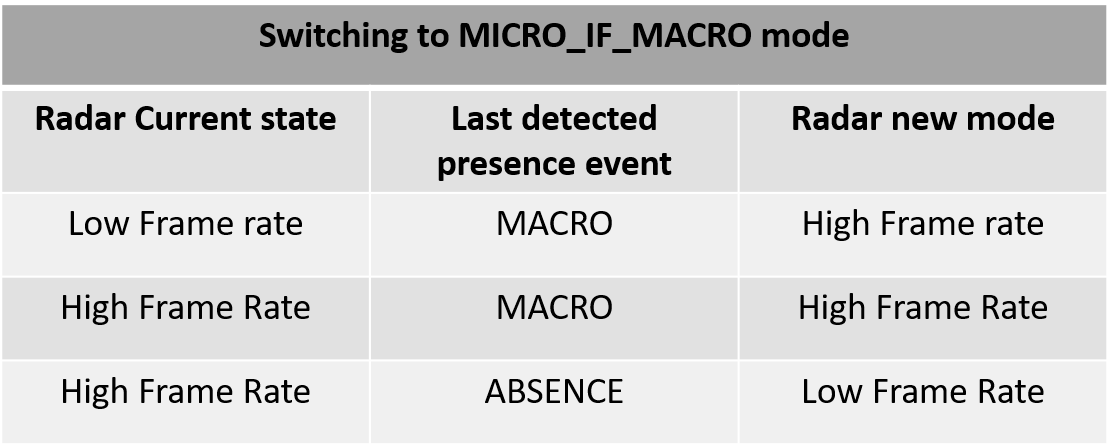 Switching to MICRO_IF_MACRO mode
Radar Current state
Last detected
presence event
Radar new mode
Low Frame rate
MACRO
High Frame rate
High Frame Rate
MACRO
High Frame Rate
High Frame Rate
ABSENCE
Low Frame Rate